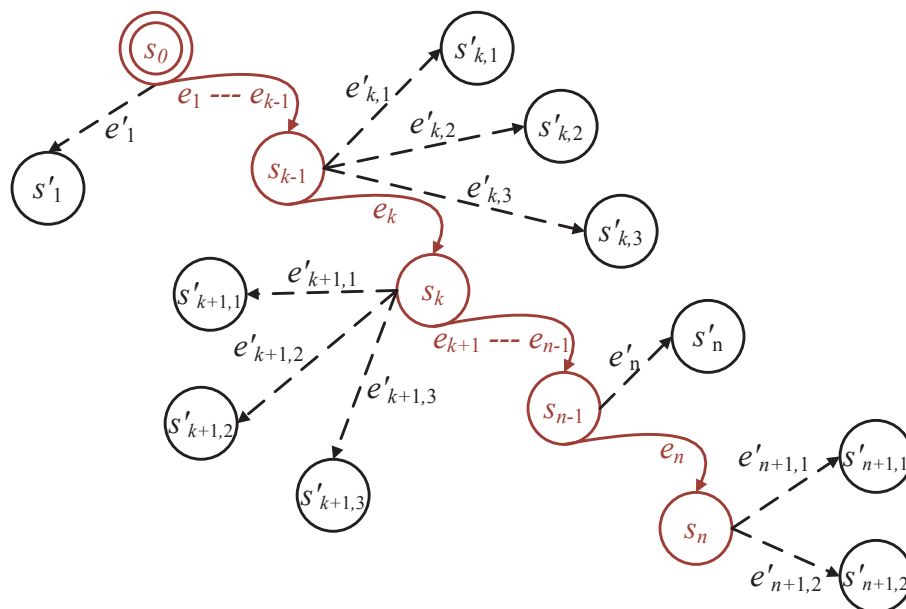 s0
e1 --- ek-1
e'1
s'1
sk-1
e'k,1
s'k,1
e'k,2
s'k,2
e'k,3
s'k,3
ek
sk
e'k+1,1
s'k+1,1
e'k+1,2
s'k+1,2
e'k+1,3
s'k+1,3
ek+1 --- en-1
sn-1
e'n
s'n
en
sn
e'n+1,1
s'n+1,1
e'n+1,2
s'n+1,2